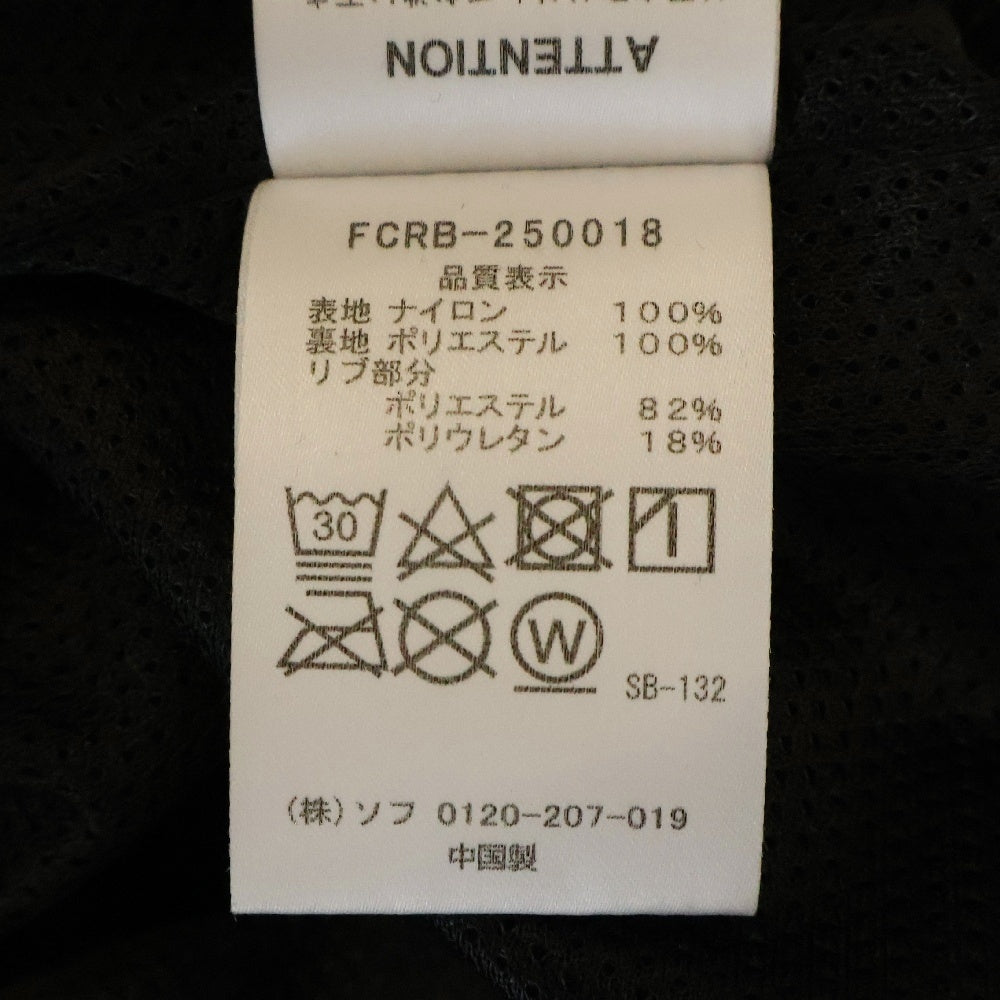 ATTENTION
FCRB-250018
品質表示
表地 ナイロン 100%
裏地 ポリエステル 100%
リブ部分
ポリエステル 82%
ポリウレタン 18%
30
W
SB-132
(株)ソフ 0120-207-019
中国製